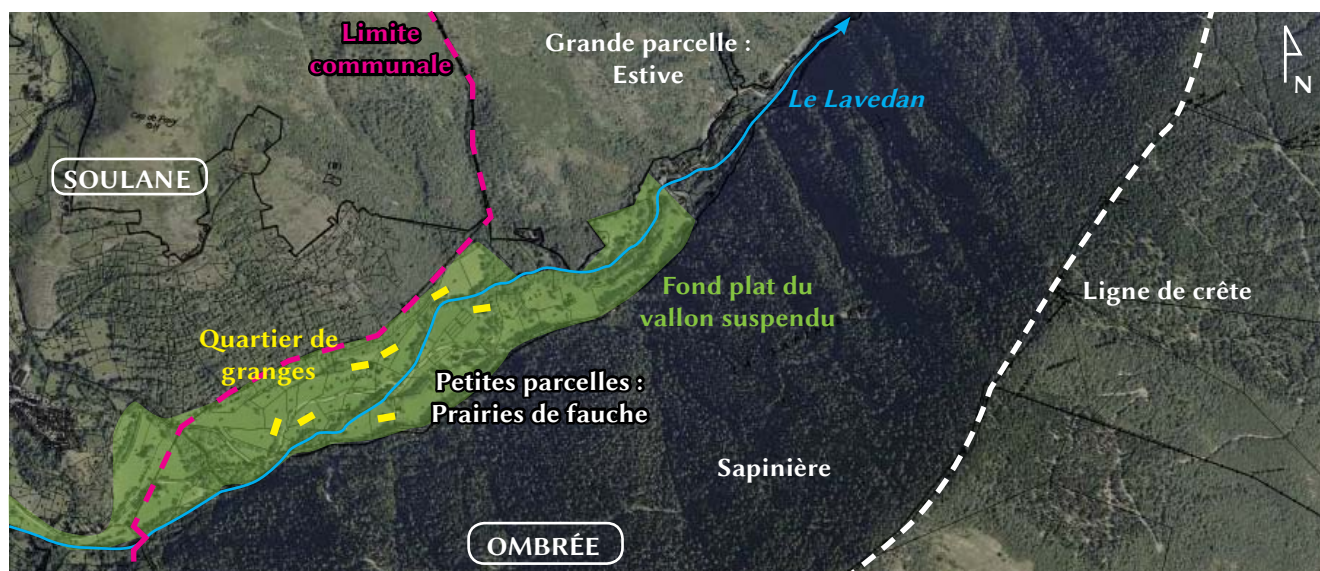 Limite
communale
Grande parcelle :
Estive
N
Le Lavedan
SOULANE
Fond plat du
vallon suspendu
Ligne de crête
Quartier de
granges
Petites parcelles :
Prairies de fauche
Sapinière
OMBRÉE